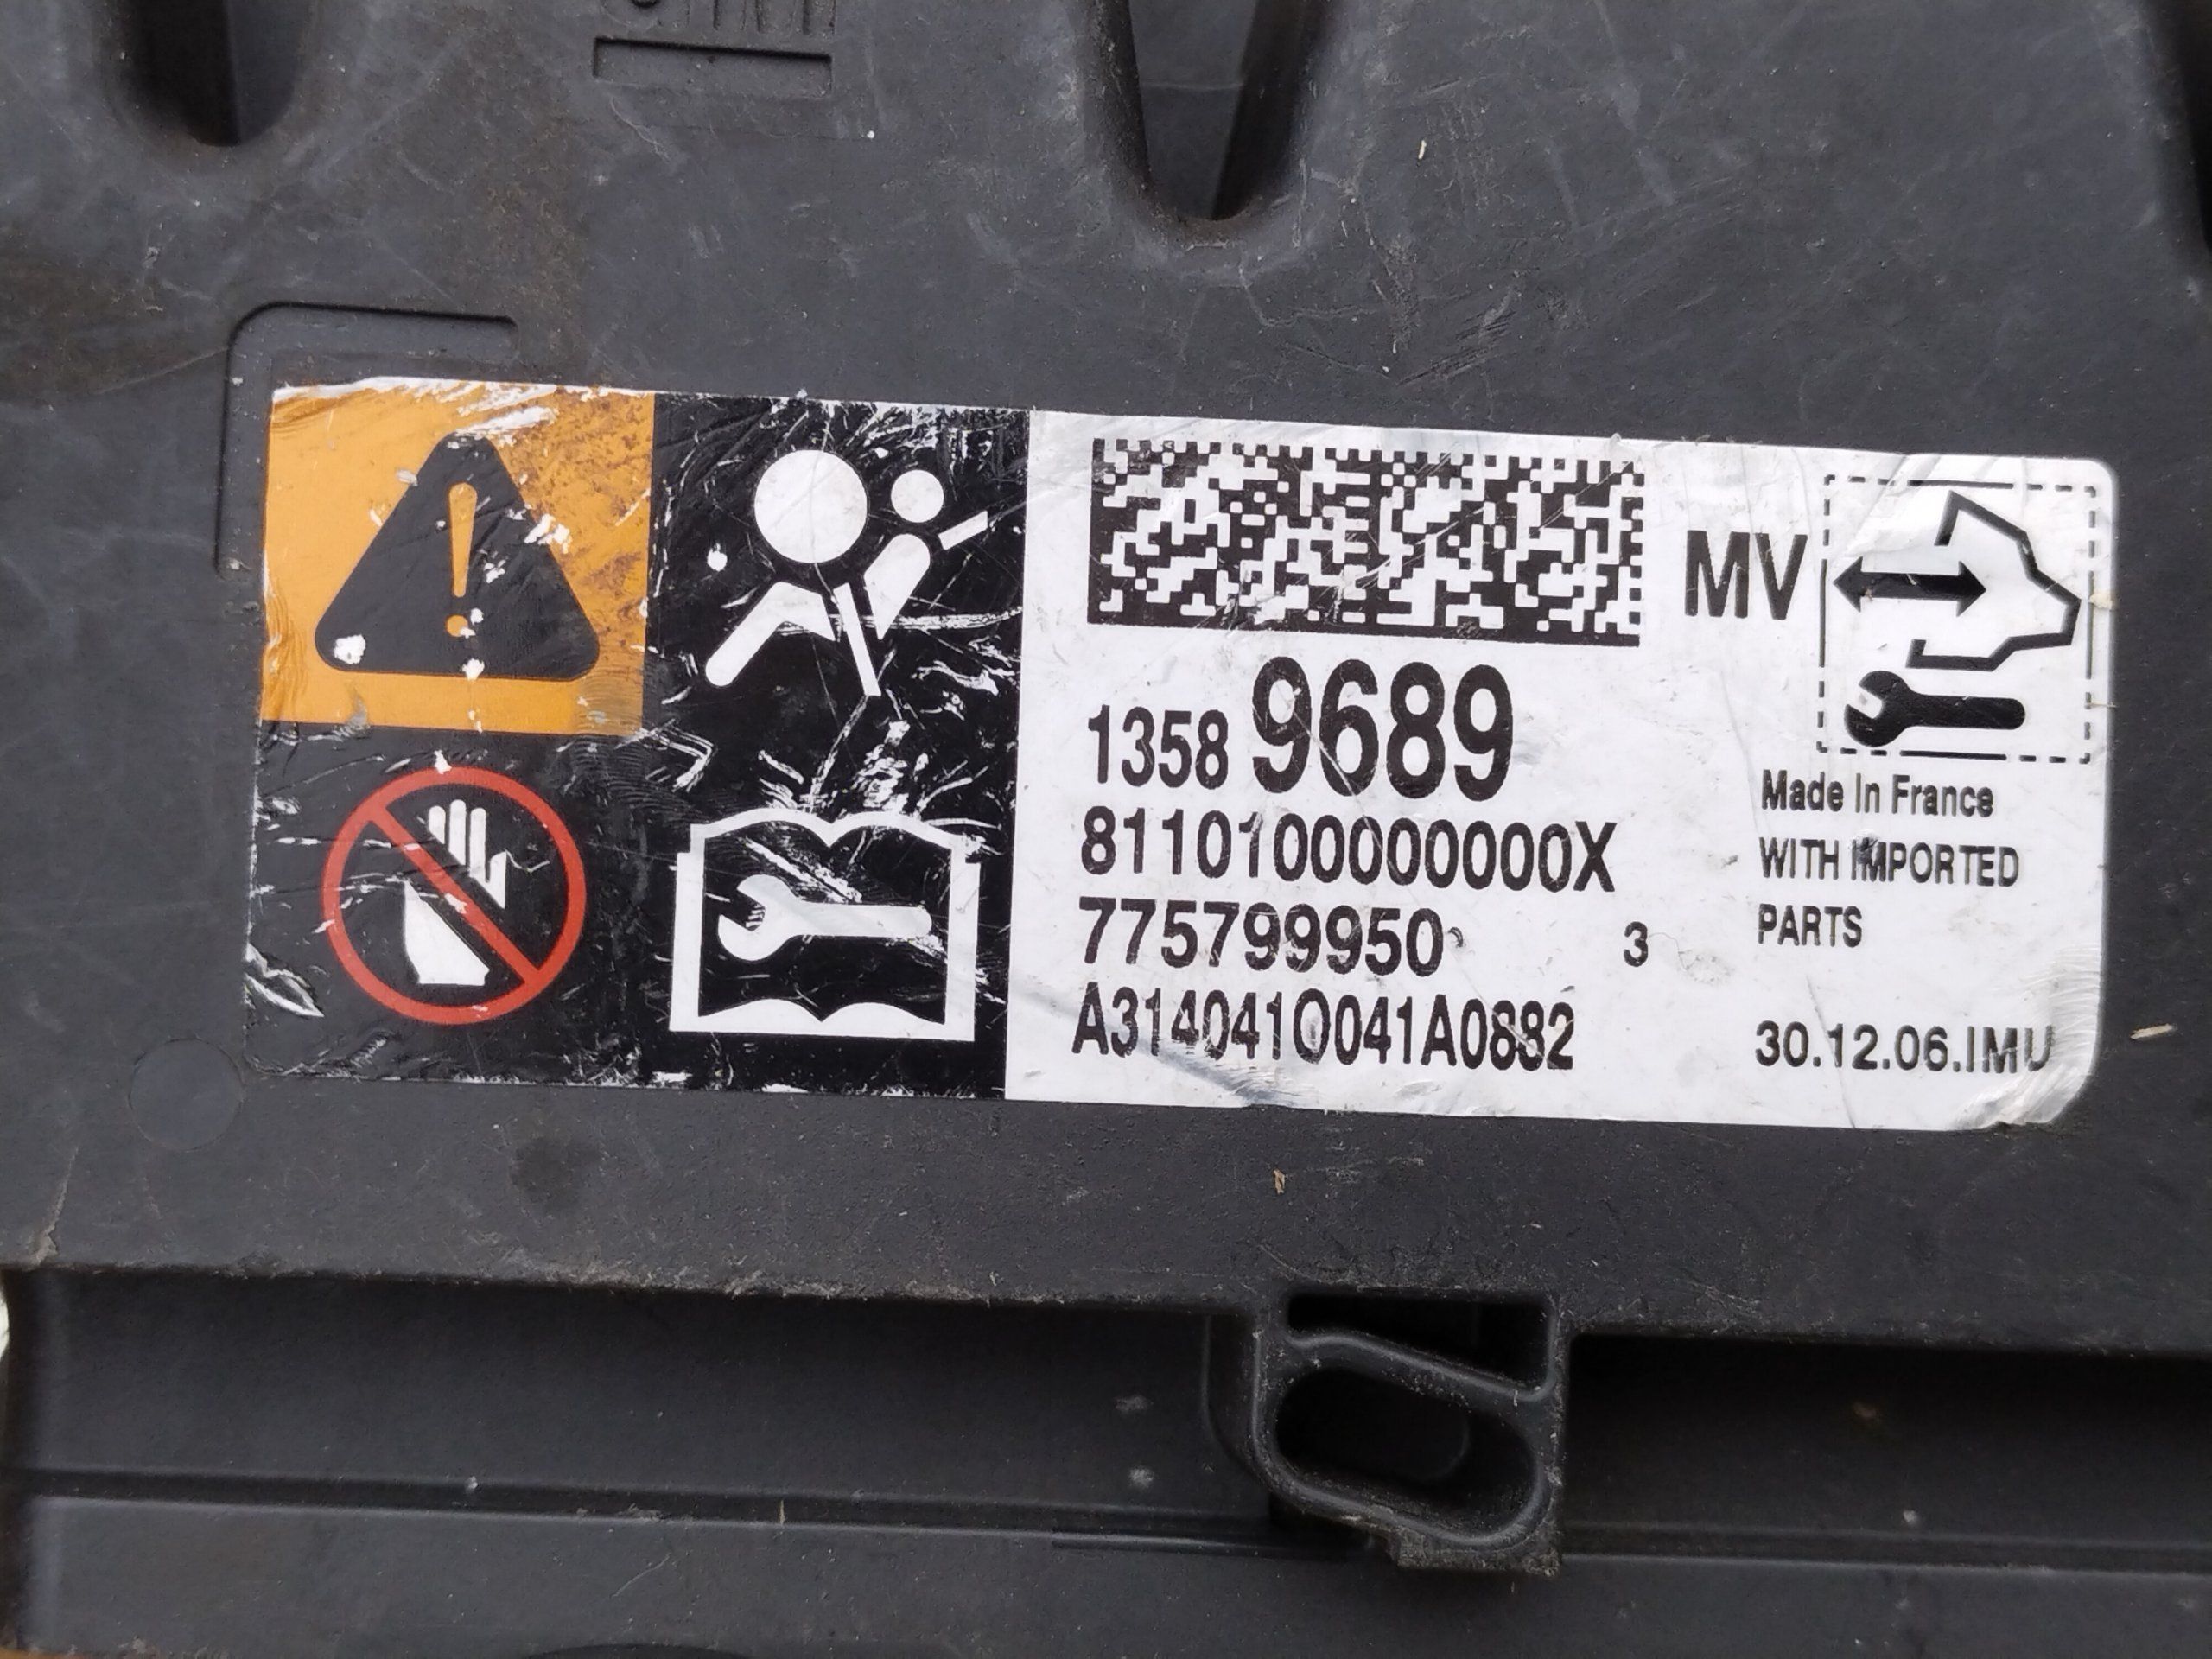 MV
1358 9689
8110100000000X
775799950 3
A3140410041A0882
Made In France
WITH IMPORTED
PARTS
30.12.06.IMU